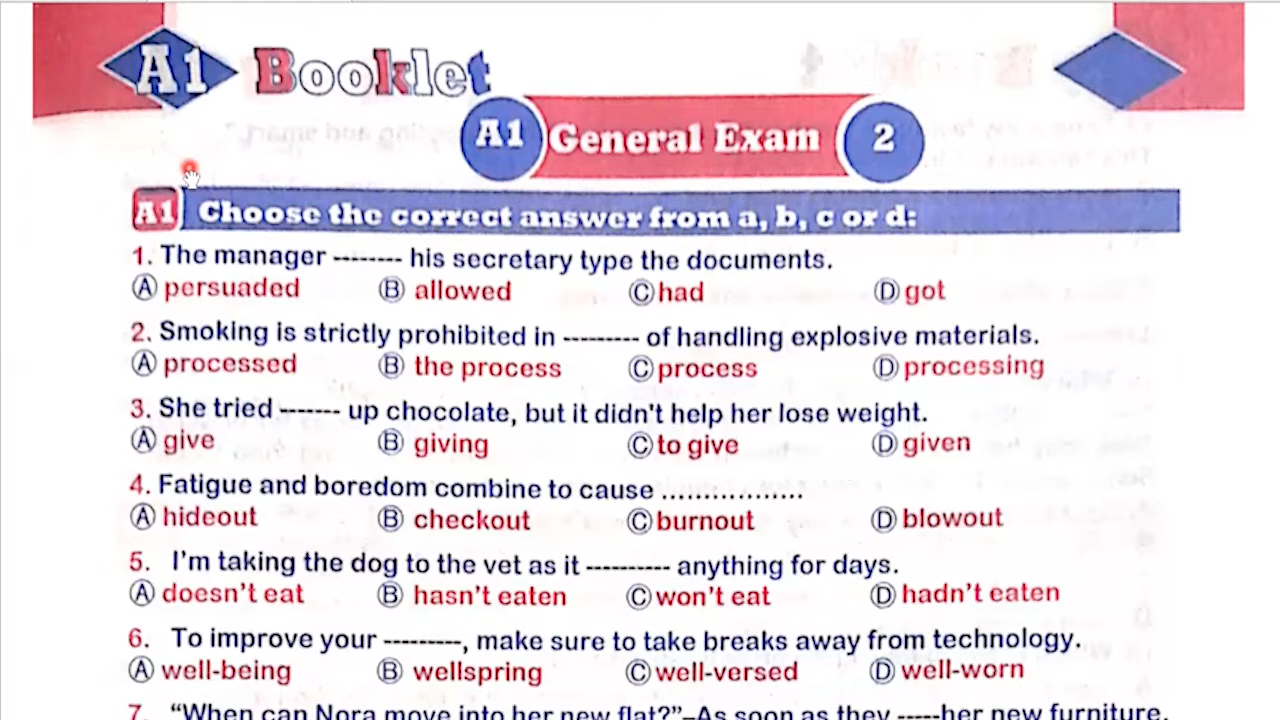 A1 Booklet
A1 General Exam 2
A1 Choose the correct answer from a, b, c or d:
1. The manager -------- his secretary type the documents.
Ⓐ persuaded Ⓑ allowed Ⓒ had Ⓓ got
2. Smoking is strictly prohibited in --------- of handling explosive materials.
Ⓐ processed Ⓑ the process Ⓒ process Ⓓ processing
3. She tried ------- up chocolate, but it didn't help her lose weight.
Ⓐ give Ⓑ giving Ⓒ to give Ⓓ given
4. Fatigue and boredom combine to cause .................
Ⓐ hideout Ⓑ checkout Ⓒ burnout Ⓓ blowout
5. I'm taking the dog to the vet as it ---------- anything for days.
Ⓐ doesn't eat Ⓑ hasn't eaten Ⓒ won't eat Ⓓ hadn't eaten
6. To improve your ---------, make sure to take breaks away from technology.
Ⓐ well-being Ⓑ wellspring Ⓒ well-versed Ⓓ well-worn
7. “When can Nora move into her new flat?”–As soon as they -----her new furniture.